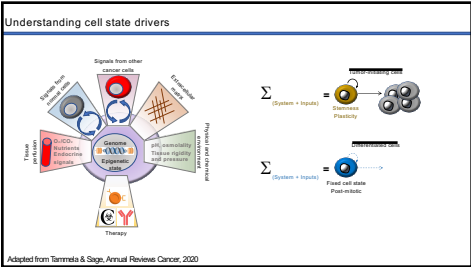 Understanding cell state drivers
Signals from other
cancer cells
Signals from
stromal cells
Extracellular
matrix
Tissue
perfusion
O₂/CO₂
Nutrients
Endocrine
signals
Genome
Epigenetic
state
pH, osmolality
Tissue rigidity
and pressure
Physical and chemical
environment
Therapy
Σ (System + Inputs) =
Tumor-initiating cells
Stemness
Plasticity
Σ (System + Inputs) =
Differentiated cells
Fixed cell state
Post-mitotic
Adapted from Tammela & Sage, Annual Reviews Cancer, 2020